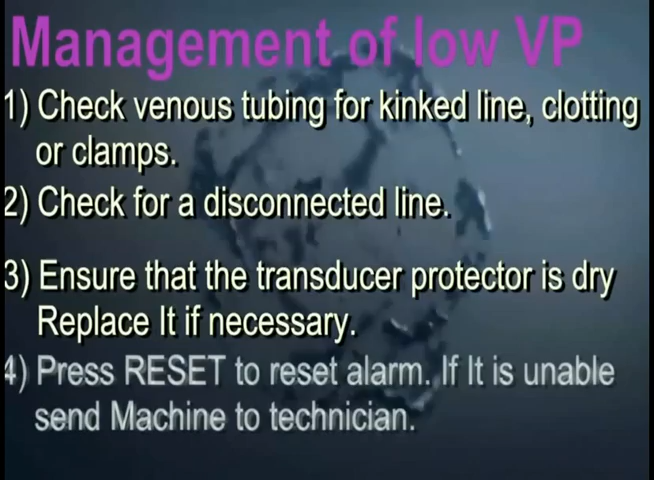 Management of low VP
1) Check venous tubing for kinked line, clotting
or clamps.
2) Check for a disconnected line.
3) Ensure that the transducer protector is dry
Replace It if necessary.
4) Press RESET to reset alarm. If It is unable
send Machine to technician.